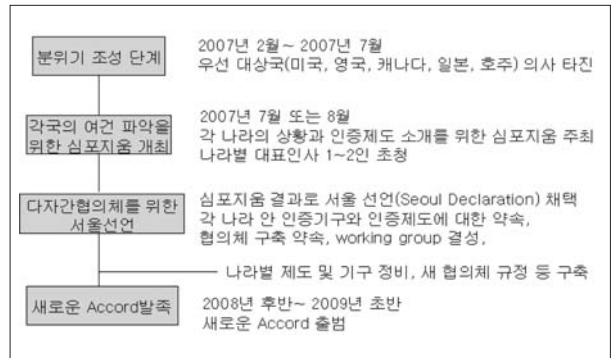 분위기 조성 단계
2007년 2월~ 2007년 7월
우선 대상국(미국, 영국, 캐나다, 일본, 호주) 의사 타진
각국의 여건 파악을
위한 심포지움 개최
2007년 7월 또는 8월
각 나라의 상황과 인증제도 소개를 위한 심포지움 주최
나라별 대표인사 1~2인 초청
다자간협의체를 위한
서울선언
심포지움 결과로 서울 선언(Seoul Declaration) 채택
각 나라 안 인증기구와 인증제도에 대한 약속,
협의체 구축 약속, working group 결성,
나라별 제도 및 기구 정비, 새 협의체 규정 등 구축
새로운 Accord발족
2008년 후반~ 2009년 초반
새로운 Accord 출범